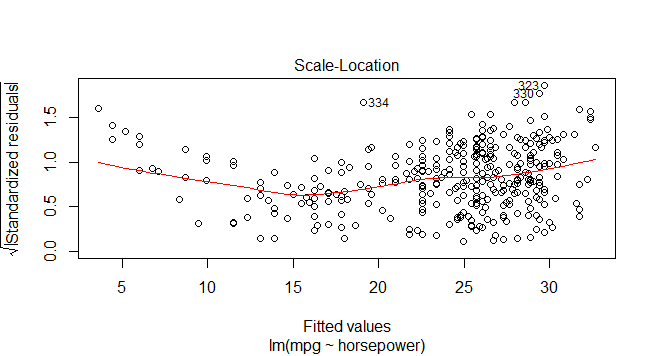 Scale-Location
√|Standardized residuals|
0.0 0.5 1.0 1.5
323
330
334
5 10 15 20 25 30
Fitted values
lm(mpg ~ horsepower)